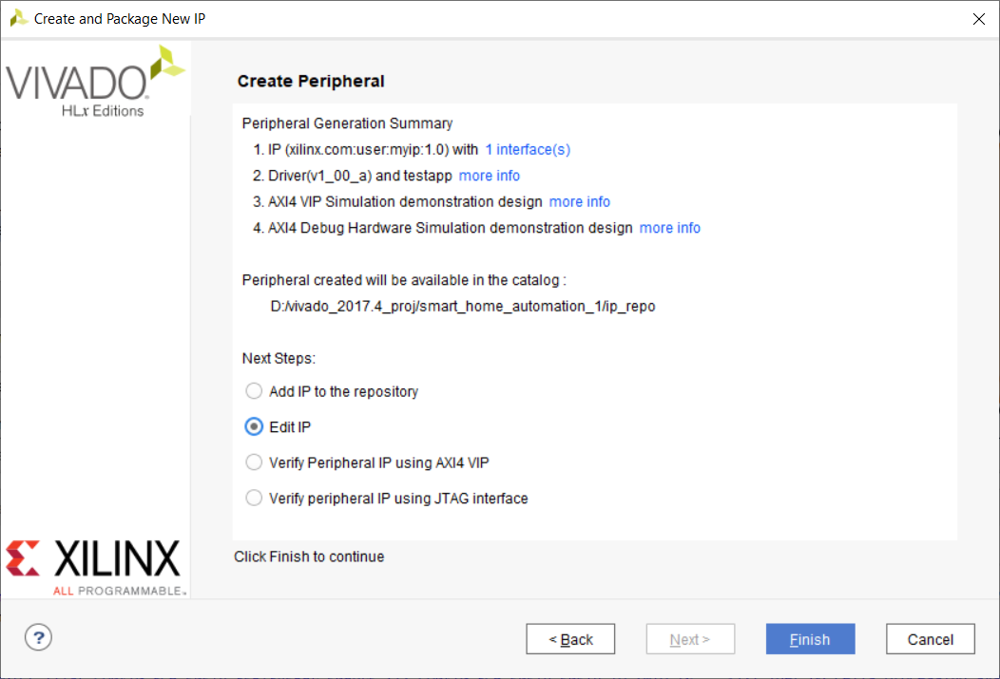 Create and Package New IP
VIVADO
HLx Editions
Create Peripheral
Peripheral Generation Summary
1. IP (xilinx.com:user:myip:1.0) with 1 interface(s)
2. Driver(v1_00_a) and testapp more info
3. AXI4 VIP Simulation demonstration design more info
4. AXI4 Debug Hardware Simulation demonstration design more info
Peripheral created will be available in the catalog :
D:/vivado_2017.4_proj/smart_home_automation_1/ip_repo
Next Steps:
Add IP to the repository
Edit IP
Verify Peripheral IP using AXI4 VIP
Verify peripheral IP using JTAG interface
Click Finish to continue
XILINX
ALL PROGRAMMABLE™
?
< Back
Next >
Finish
Cancel